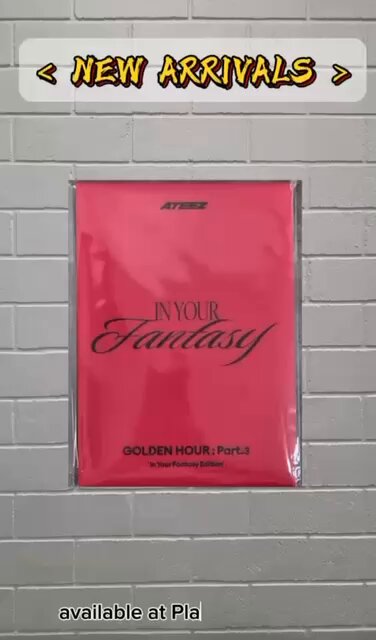 < NEW ARRIVALS >
ATEEZ
IN YOUR
Fantasy
GOLDEN HOUR : Part.3
'In Your Fantasy Edition'
available at Pla